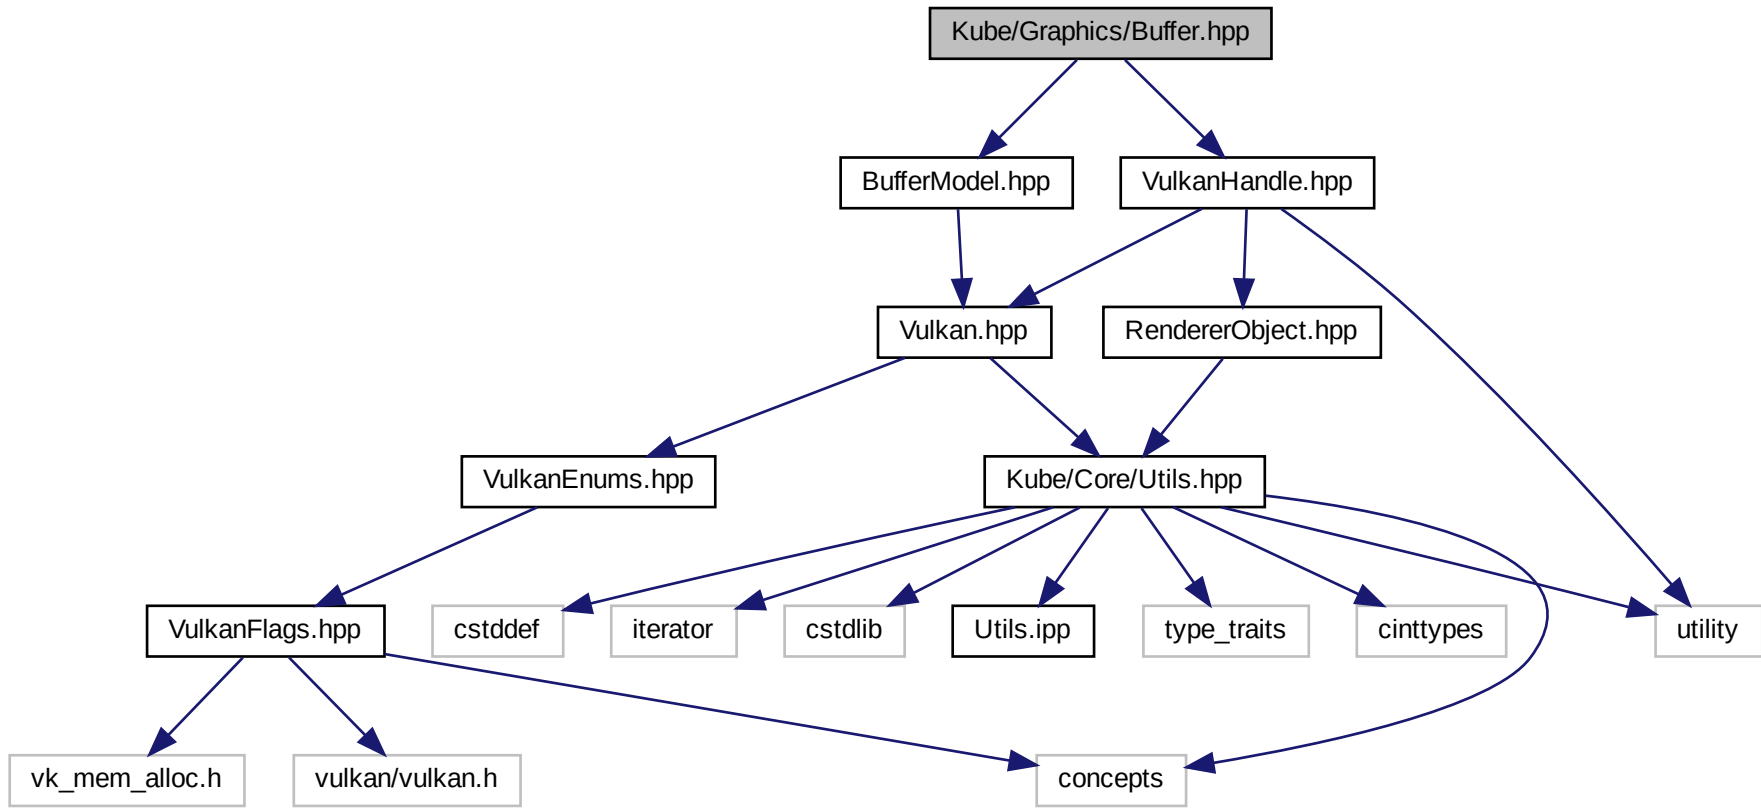 Kube/Graphics/Buffer.hpp
BufferModel.hpp
VulkanHandle.hpp
Vulkan.hpp
RendererObject.hpp
VulkanEnums.hpp
Kube/Core/Utils.hpp
VulkanFlags.hpp
cstddef
iterator
cstdlib
Utils.ipp
type_traits
cinttypes
utility
vk_mem_alloc.h
vulkan/vulkan.h
concepts